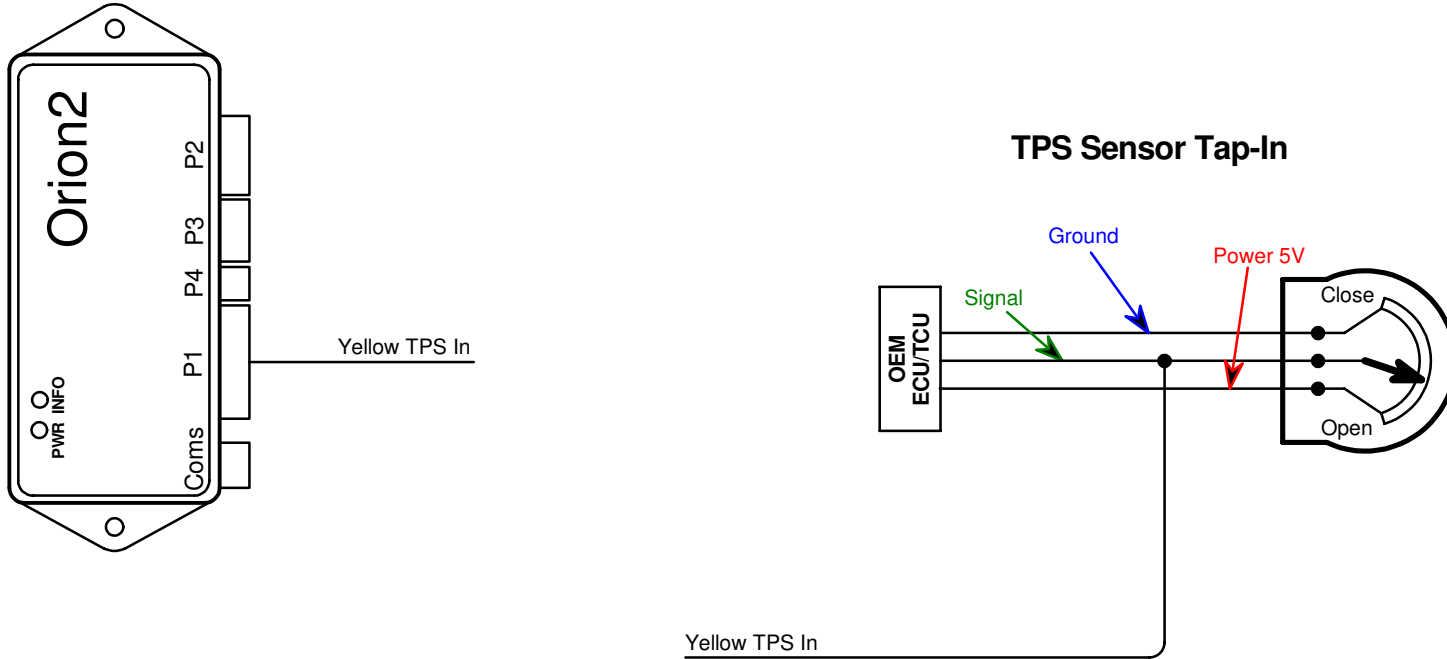 Orion2
P2
P3
P4
P1
Coms
PWR
INFO
Yellow TPS In
TPS Sensor Tap-In
Ground
Power 5V
Signal
Close
OEM
ECU/TCU
Open
Yellow TPS In